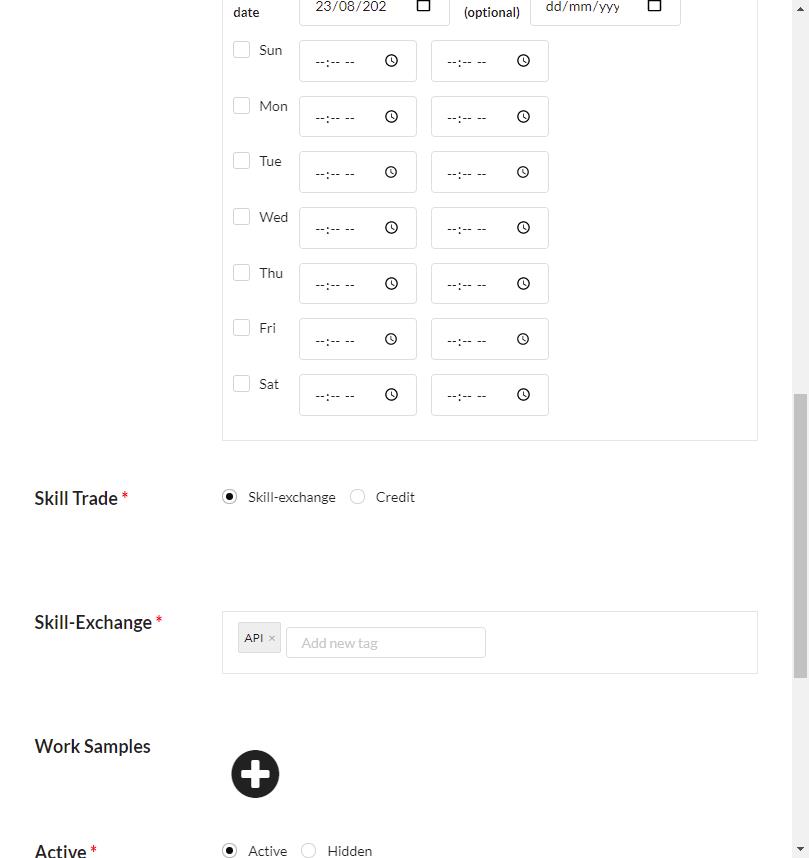 date 23/08/202 (optional) dd/mm/yyy
Sun --:-- -- --:-- --
Mon --:-- -- --:-- --
Tue --:-- -- --:-- --
Wed --:-- -- --:-- --
Thu --:-- -- --:-- --
Fri --:-- -- --:-- --
Sat --:-- -- --:-- --
Skill Trade * Skill-exchange Credit
Skill-Exchange * API × Add new tag
Work Samples
Active * Active Hidden